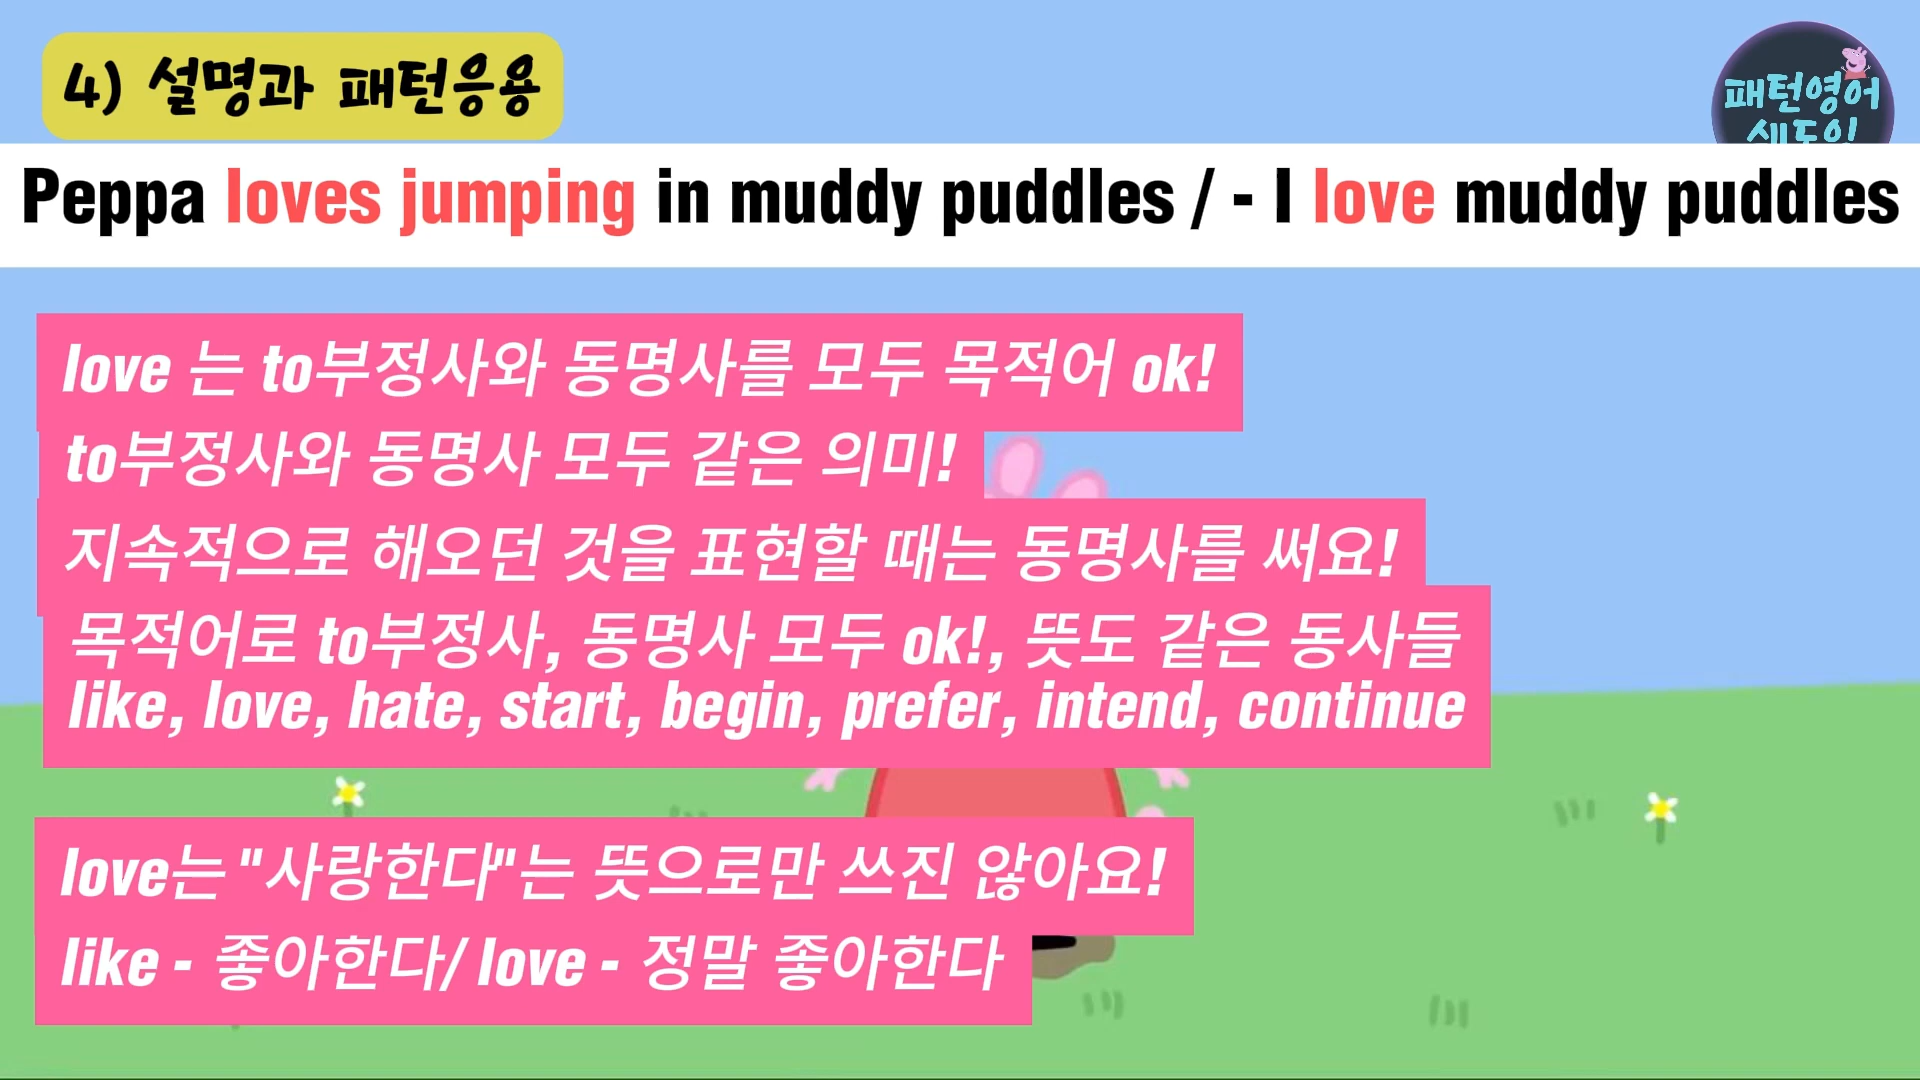 4) 설명과 패턴응용
패턴영어
Peppa loves jumping in muddy puddles / - I love muddy puddles
love 는 to부정사와 동명사를 모두 목적어 ok!
to부정사와 동명사 모두 같은 의미!
지속적으로 해오던 것을 표현할 때는 동명사를 써요!
목적어로 to부정사, 동명사 모두 ok!, 뜻도 같은 동사들
like, love, hate, start, begin, prefer, intend, continue
love는 "사랑한다"는 뜻으로만 쓰진 않아요!
like - 좋아한다/ love - 정말 좋아한다